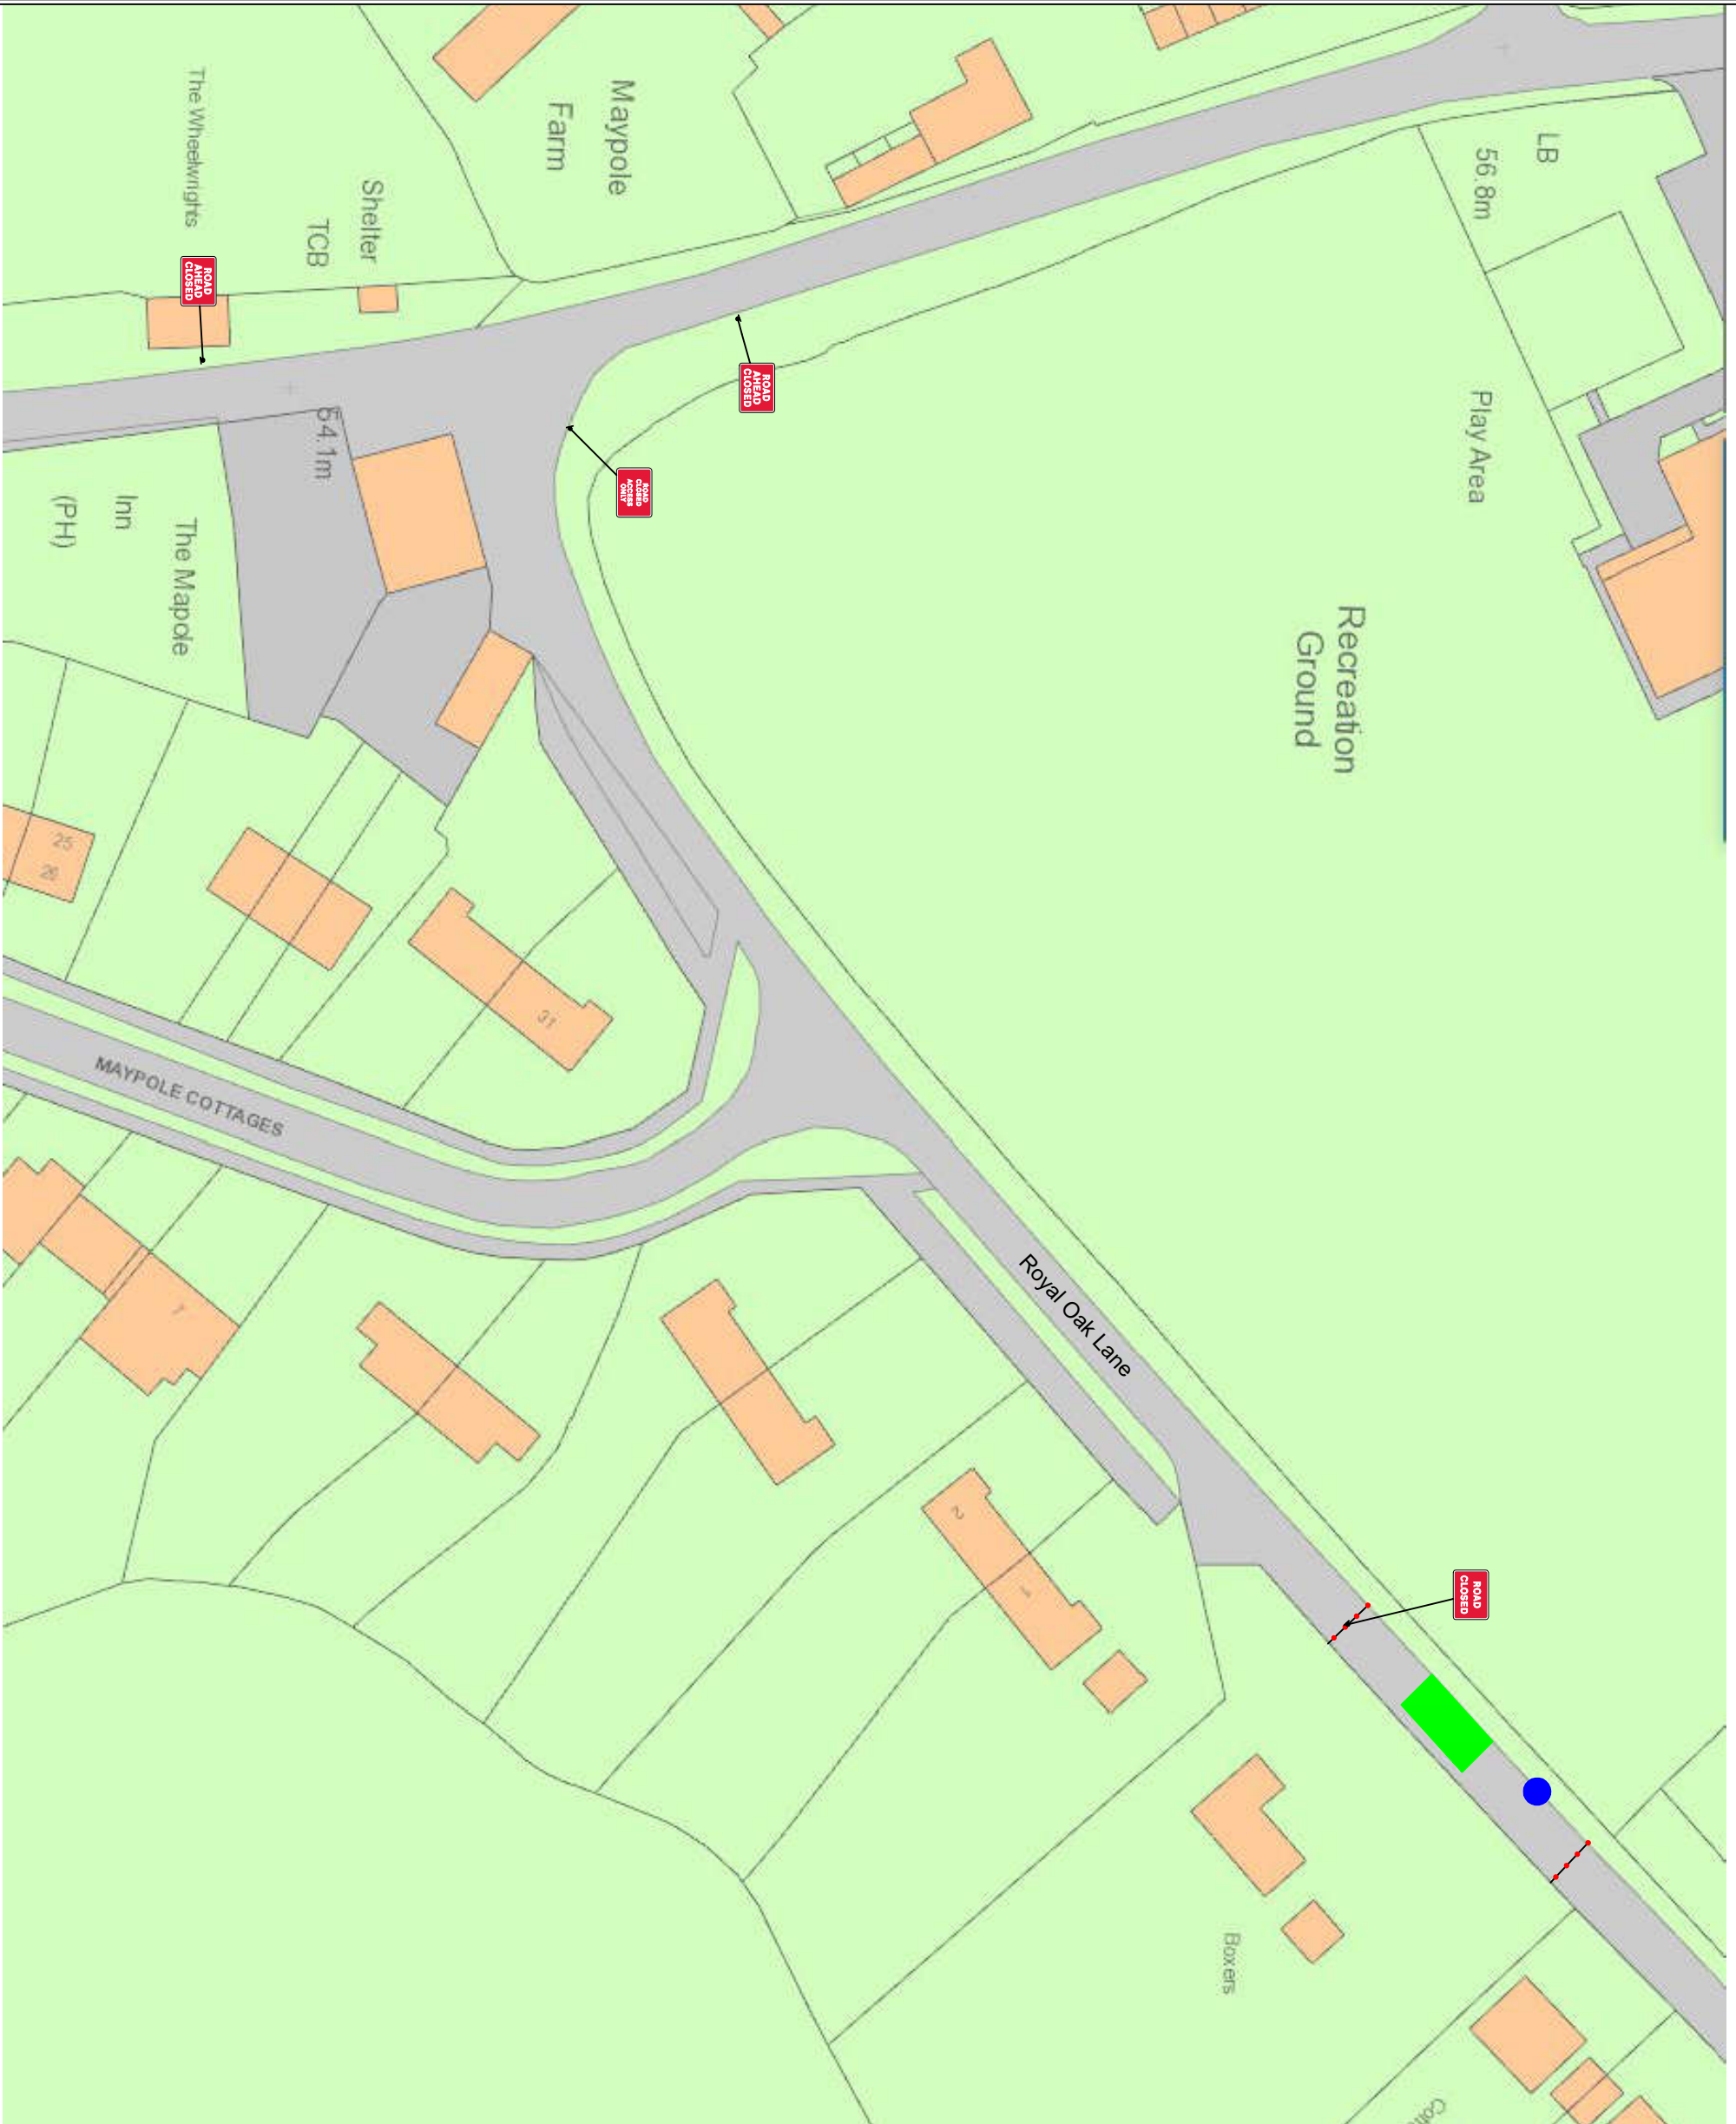 The Wheelwrights
Shelter
TCB
Maypole
Farm
LB
56.8m
Play Area
Recreation
Ground
ROAD
AHEAD
CLOSED
ROAD
AHEAD
CLOSED
ROAD
CLOSED
ACCESS
ONLY
54.1m
The Mapole
Inn
(PH)
25
26
31
MAYPOLE COTTAGES
Royal Oak Lane
7
2
1
ROAD
CLOSED
Boxers